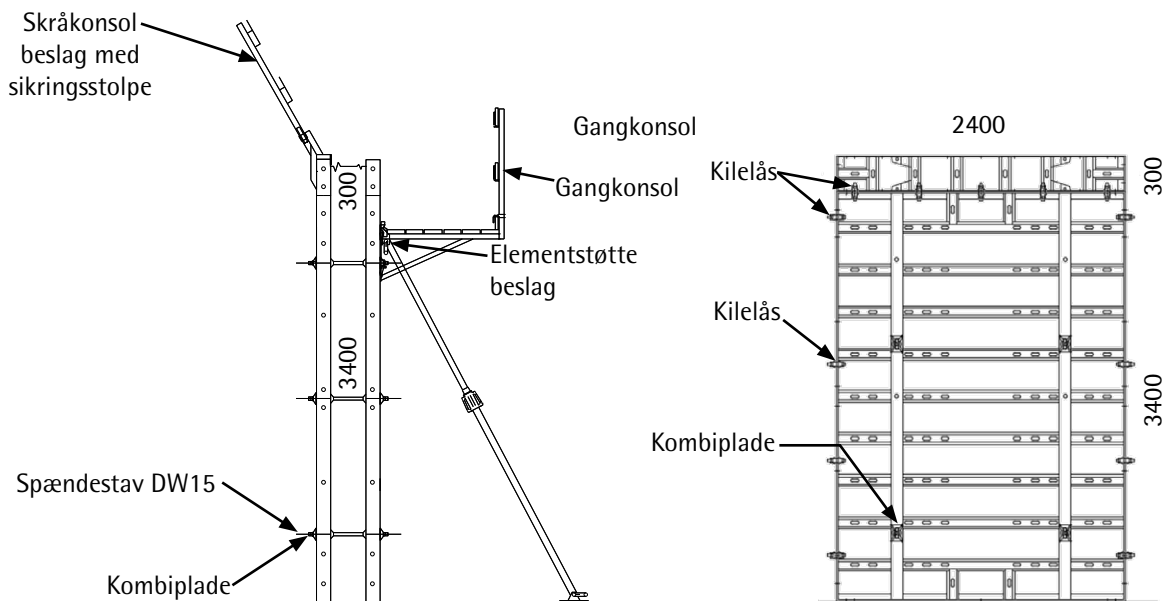 Skråkonsol
beslag med
sikringsstolpe
Gangkonsol
Gangkonsol
300
Elementstøtte
beslag
3400
Spændestav DW15
Kombiplade
2400
Kilelås
300
Kilelås
3400
Kombiplade